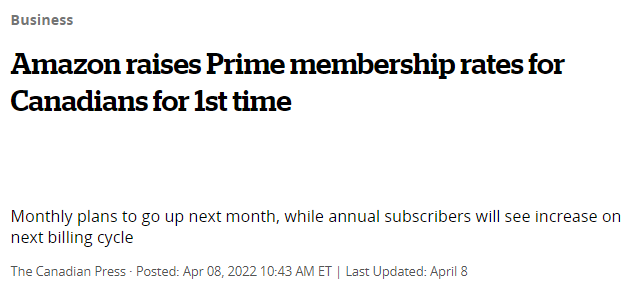 Business
Amazon raises Prime membership rates for
Canadians for 1st time
Monthly plans to go up next month, while annual subscribers will see increase on
next billing cycle
The Canadian Press · Posted: Apr 08, 2022 10:43 AM ET | Last Updated: April 8